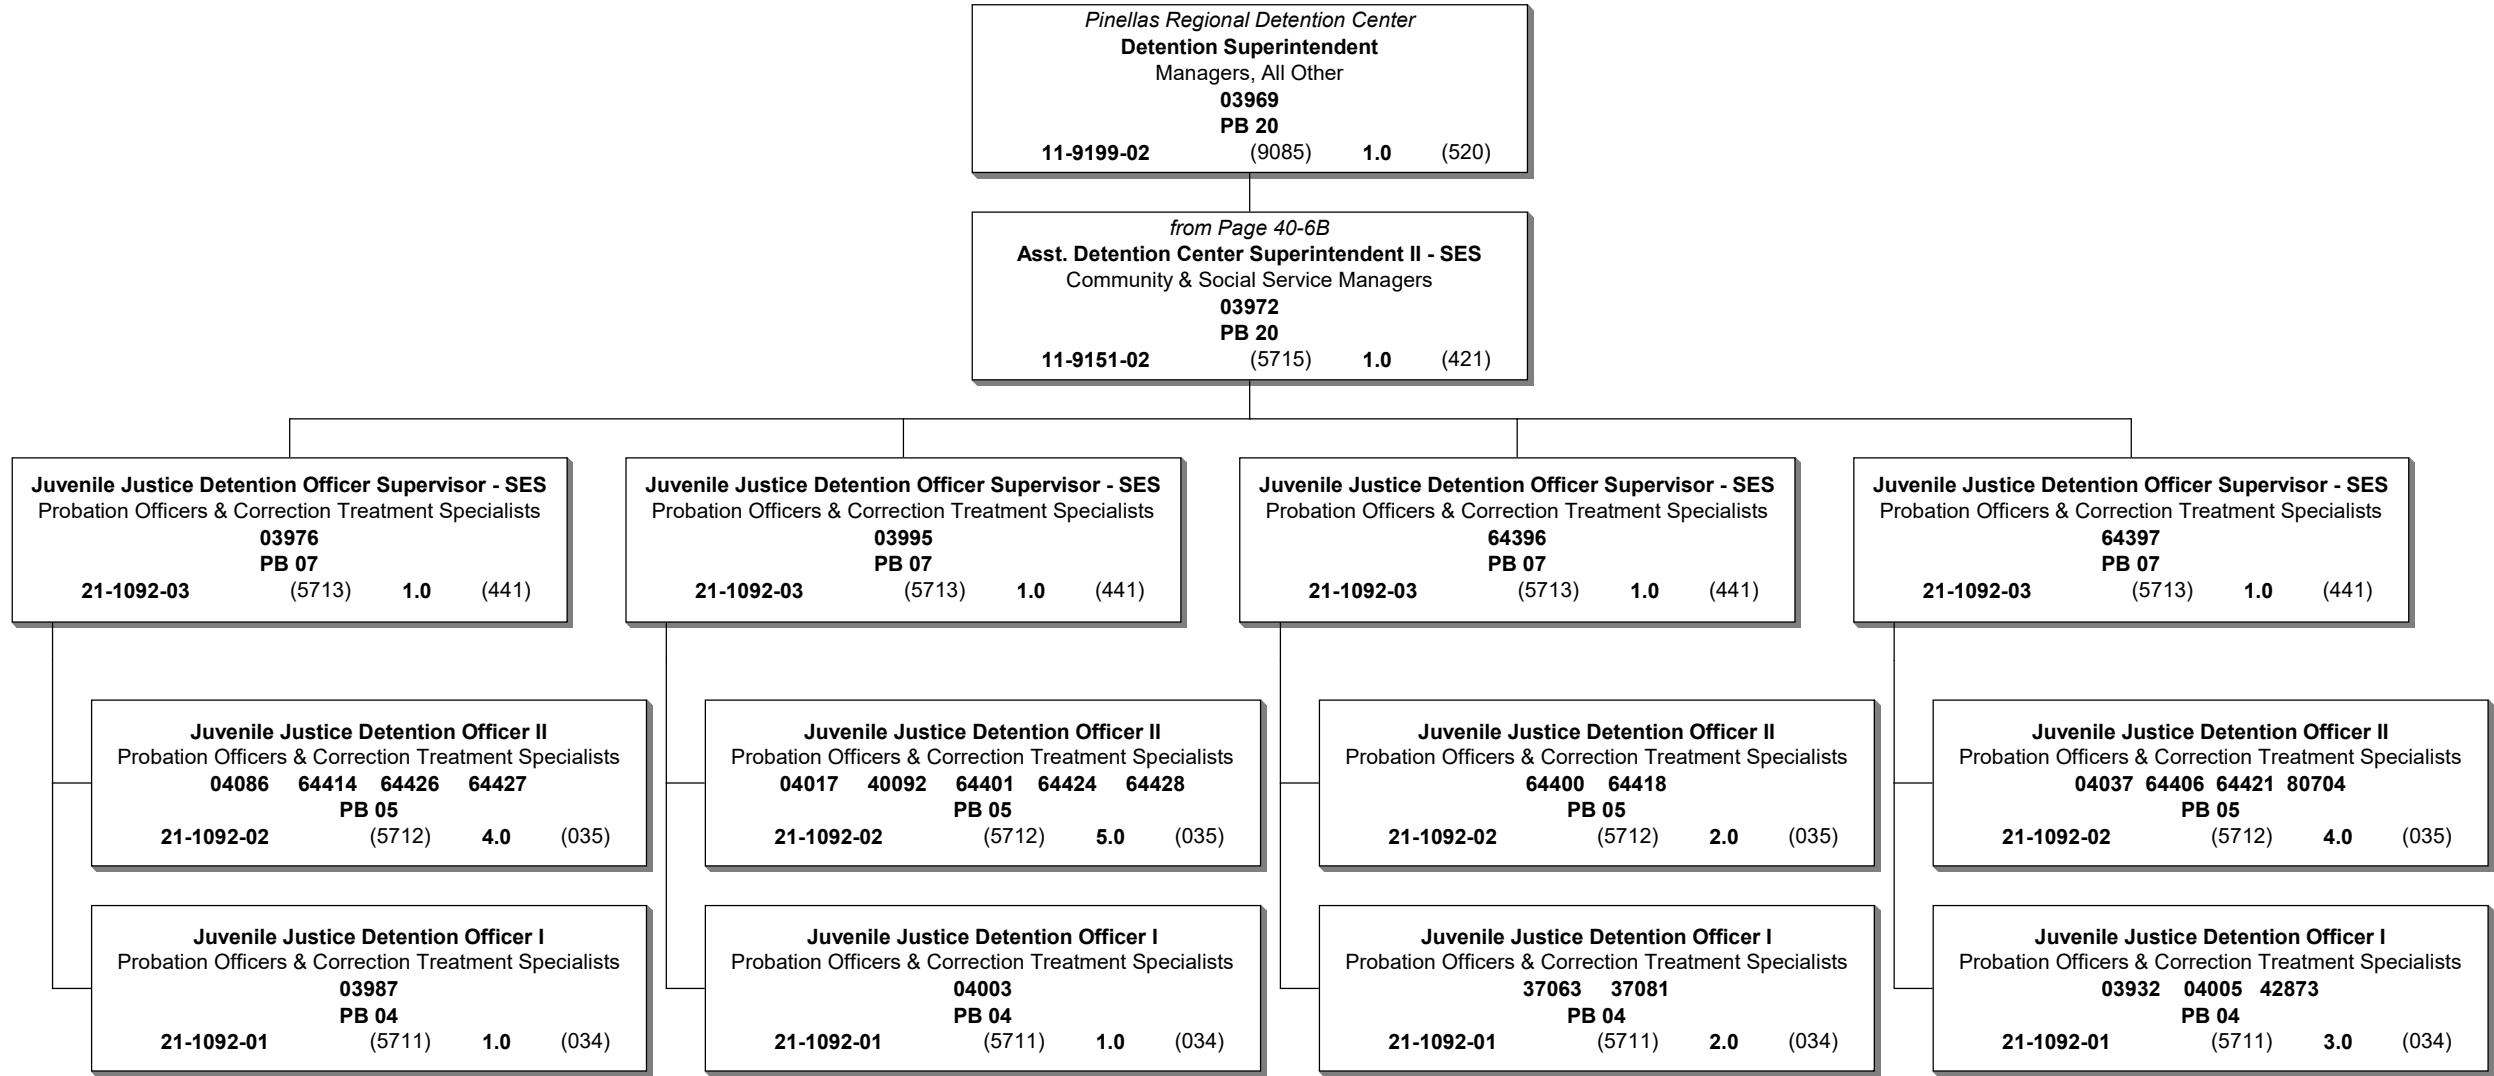 Pinellas Regional Detention Center
Detention Superintendent
Managers, All Other
03969
PB 20
11-9199-02 (9085) 1.0 (520)
from Page 40-6B
Asst. Detention Center Superintendent II - SES
Community & Social Service Managers
03972
PB 20
11-9151-02 (5715) 1.0 (421)
Juvenile Justice Detention Officer Supervisor - SES
Probation Officers & Correction Treatment Specialists
03976
PB 07
21-1092-03 (5713) 1.0 (441)
Juvenile Justice Detention Officer Supervisor - SES
Probation Officers & Correction Treatment Specialists
03995
PB 07
21-1092-03 (5713) 1.0 (441)
Juvenile Justice Detention Officer Supervisor - SES
Probation Officers & Correction Treatment Specialists
64396
PB 07
21-1092-03 (5713) 1.0 (441)
Juvenile Justice Detention Officer Supervisor - SES
Probation Officers & Correction Treatment Specialists
64397
PB 07
21-1092-03 (5713) 1.0 (441)
Juvenile Justice Detention Officer II
Probation Officers & Correction Treatment Specialists
04086 64414 64426 64427
PB 05
21-1092-02 (5712) 4.0 (035)
Juvenile Justice Detention Officer II
Probation Officers & Correction Treatment Specialists
04017 40092 64401 64424 64428
PB 05
21-1092-02 (5712) 5.0 (035)
Juvenile Justice Detention Officer II
Probation Officers & Correction Treatment Specialists
64400 64418
PB 05
21-1092-02 (5712) 2.0 (035)
Juvenile Justice Detention Officer II
Probation Officers & Correction Treatment Specialists
04037 64406 64421 80704
PB 05
21-1092-02 (5712) 4.0 (035)
Juvenile Justice Detention Officer I
Probation Officers & Correction Treatment Specialists
03987
PB 04
21-1092-01 (5711) 1.0 (034)
Juvenile Justice Detention Officer I
Probation Officers & Correction Treatment Specialists
04003
PB 04
21-1092-01 (5711) 1.0 (034)
Juvenile Justice Detention Officer I
Probation Officers & Correction Treatment Specialists
37063 37081
PB 04
21-1092-01 (5711) 2.0 (034)
Juvenile Justice Detention Officer I
Probation Officers & Correction Treatment Specialists
03932 04005 42873
PB 04
21-1092-01 (5711) 3.0 (034)